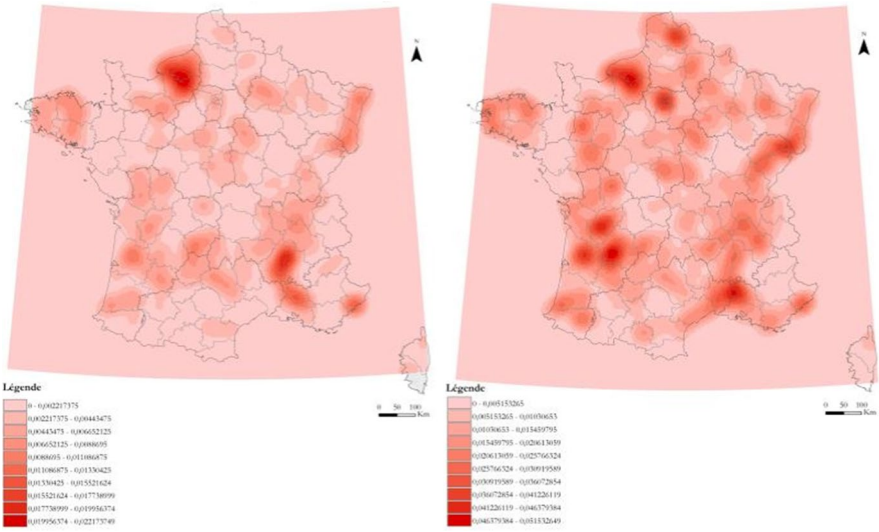 N
N
Légende
0 - 0,002217375
0,002217375 - 0,00443475
0,00443475 - 0,006652125
0,006652125 - 0,0088695
0,0088695 - 0,011086875
0,011086875 - 0,01330425
0,01330425 - 0,015521624
0,015521624 - 0,017738999
0,017738999 - 0,019956374
0,019956374 - 0,022173749
0 50 100
Km
Légende
0 - 0,005153265
0,005153265 - 0,01030653
0,01030653 - 0,015459795
0,015459795 - 0,020613059
0,020613059 - 0,025766324
0,025766324 - 0,030919589
0,030919589 - 0,036072854
0,036072854 - 0,041226119
0,041226119 - 0,046379384
0,046379384 - 0,051532649
0 50 100
Km